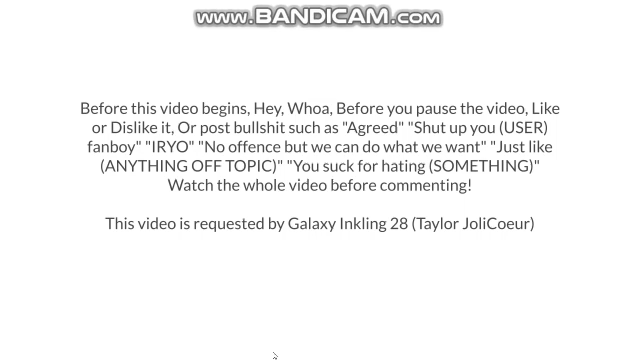 www.BANDICAM.com
Before this video begins, Hey, Whoa, Before you pause the video, Like
or Dislike it, Or post bullshit such as "Agreed" "Shut up you (USER)
fanboy" "IRYO" "No offence but we can do what we want" "Just like
(ANYTHING OFF TOPIC)" "You suck for hating (SOMETHING)"
Watch the whole video before commenting!
This video is requested by Galaxy Inkling 28 (Taylor JoliCoeur)